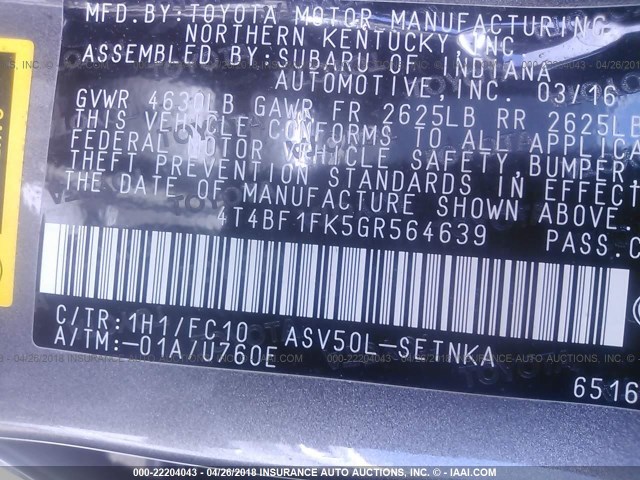 MFD.BY:TOYOTA MOTOR MANUFACTURING
NORTHERN KENTUCKY, INC
ASSEMBLED BY:SUBARU OF INDIANA
AUTOMOTIVE, INC. 03/16
GVWR 4630LB GAWR FR 2625LB RR 2625LB
THIS VEHICLE CONFORMS TO ALL APPLICA
FEDERAL MOTOR VEHICLE SAFETY,BUMPER
THEFT PREVENTION STANDARDS IN EFFECT
THE DATE OF MANUFACTURE SHOWN ABOVE.
4T4BF1FK5GR564639 PASS.C
C/TR:1H1/FC10 ASV50L-SETNKA
A/TM:-01A/U760E
6516
000-22204043 - 04/26/2018 INSURANCE AUTO AUCTIONS, INC. - © IAAI.COM